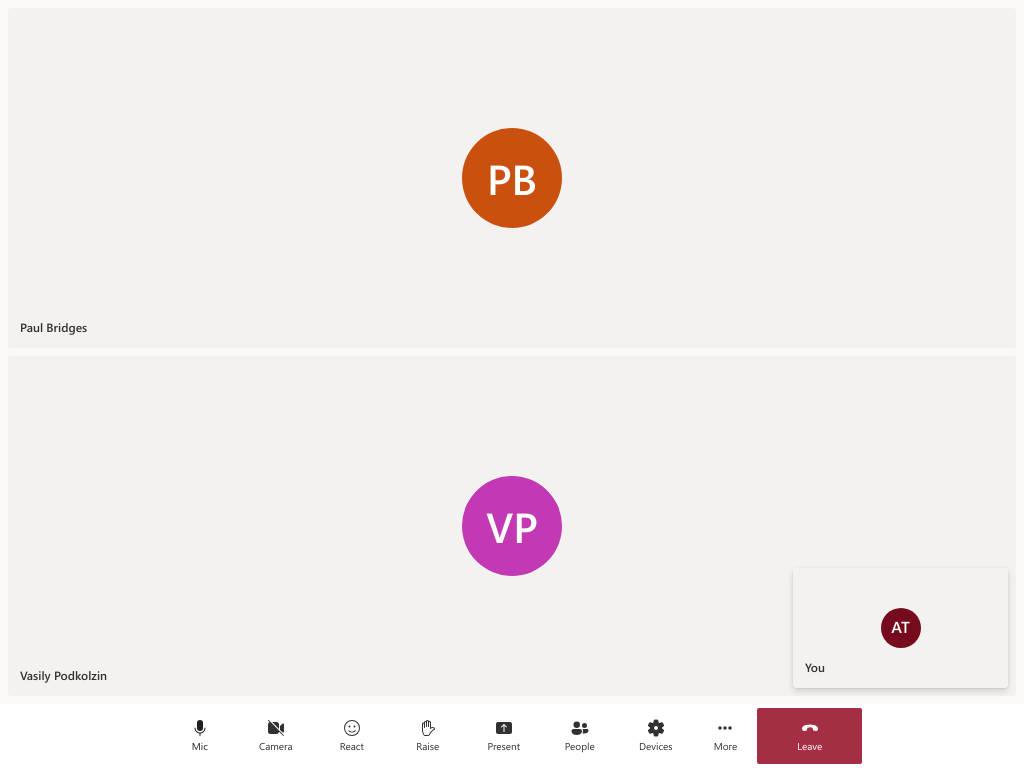 PB
Paul Bridges
VP
Vasily Podkolzin
AT
You
Mic
Camera
React
Raise
Present
People
Devices
More
Leave